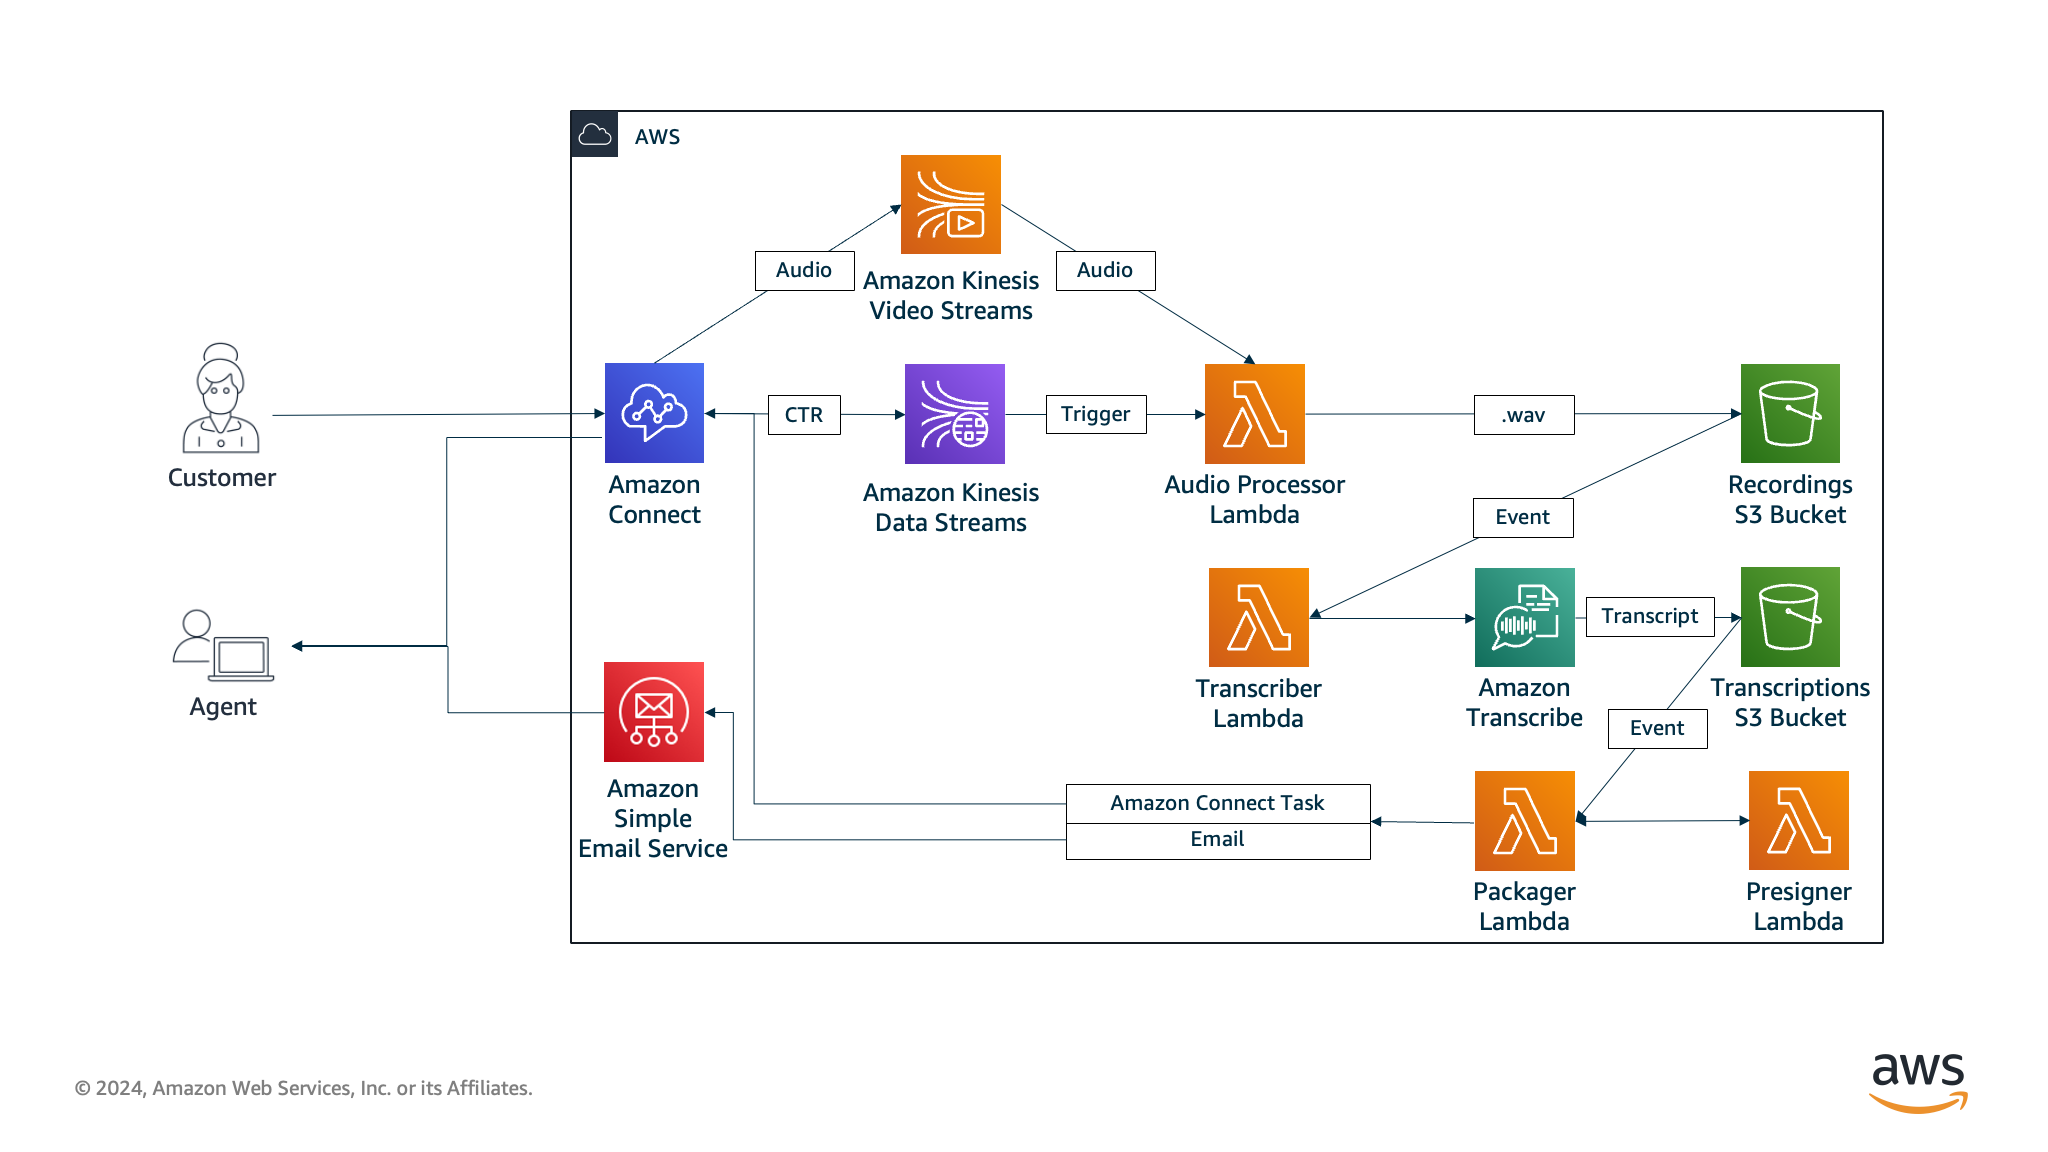 AWS
Audio
Amazon Kinesis
Video Streams
Audio
Customer
Amazon
Connect
CTR
Amazon Kinesis
Data Streams
Trigger
Audio Processor
Lambda
.wav
Recordings
S3 Bucket
Event
Transcriber
Lambda
Amazon
Transcribe
Transcript
Transcriptions
S3 Bucket
Event
Agent
Amazon
Simple
Email Service
Amazon Connect Task
Email
Packager
Lambda
Presigner
Lambda
© 2024, Amazon Web Services, Inc. or its Affiliates.
aws